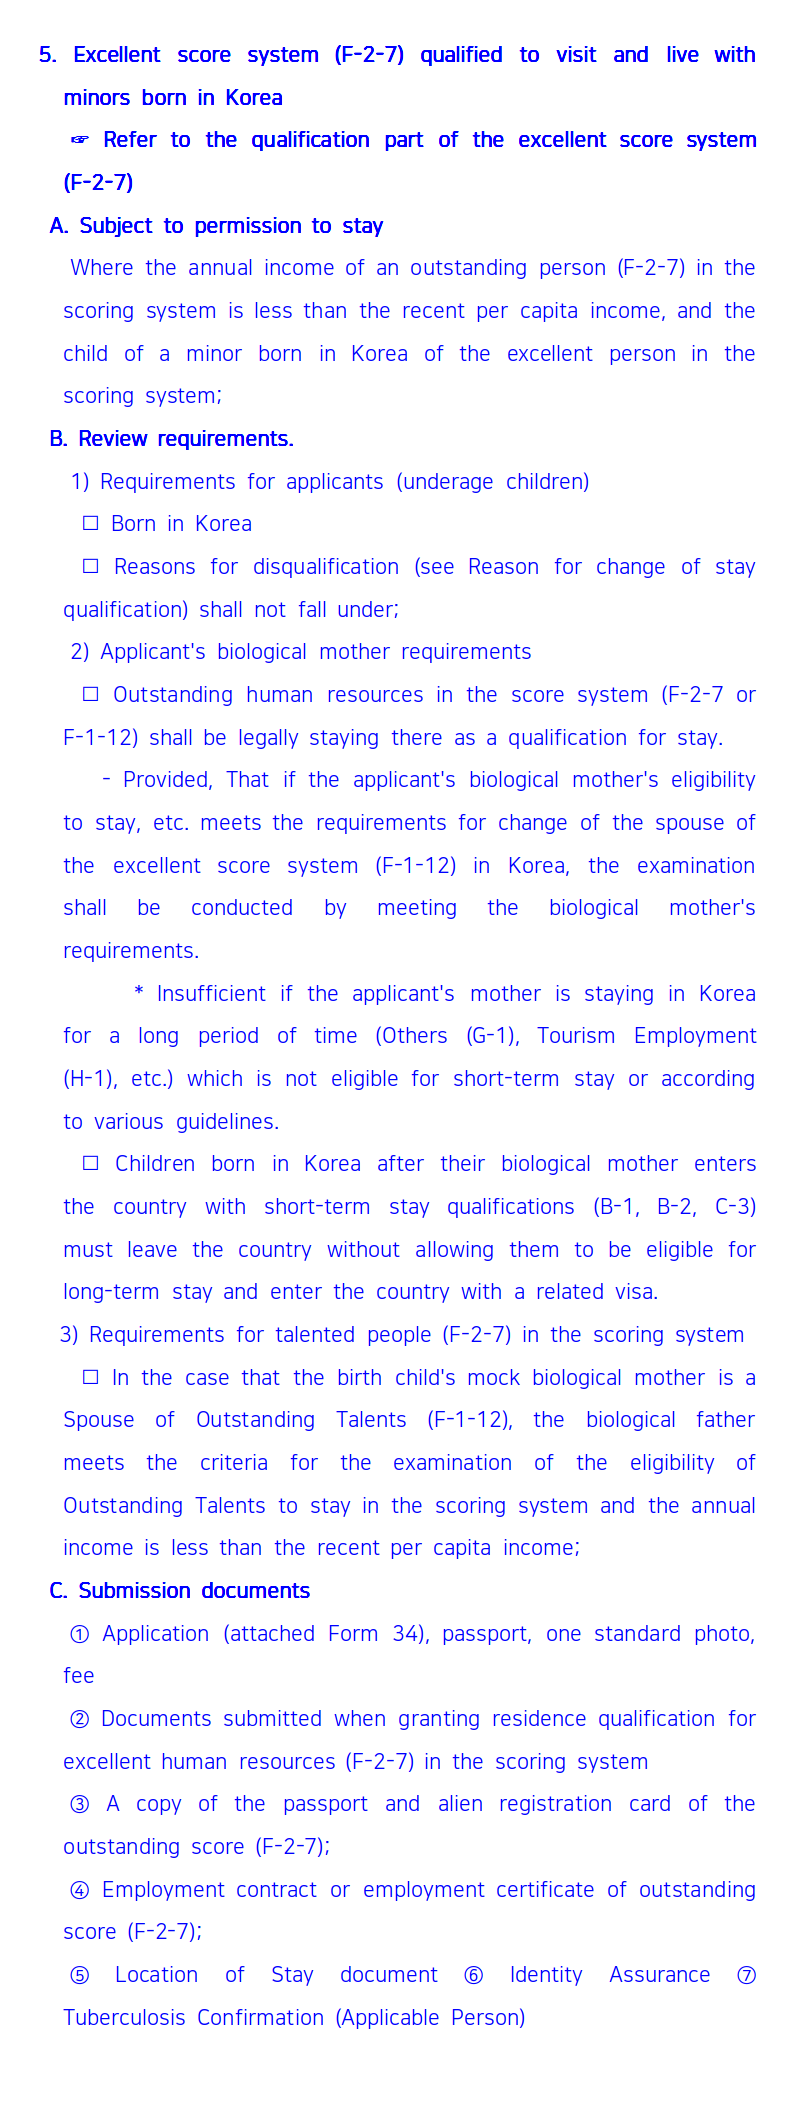 5. Excellent score system (F-2-7) qualified to visit and live with
minors born in Korea
☞ Refer to the qualification part of the excellent score system
(F-2-7)
A. Subject to permission to stay
Where the annual income of an outstanding person (F-2-7) in the
scoring system is less than the recent per capita income, and the
child of a minor born in Korea of the excellent person in the
scoring system;
B. Review requirements.
1) Requirements for applicants (underage children)
□ Born in Korea
□ Reasons for disqualification (see Reason for change of stay
qualification) shall not fall under;
2) Applicant's biological mother requirements
□ Outstanding human resources in the score system (F-2-7 or
F-1-12) shall be legally staying there as a qualification for stay.
- Provided, That if the applicant's biological mother's eligibility
to stay, etc. meets the requirements for change of the spouse of
the excellent score system (F-1-12) in Korea, the examination
shall be conducted by meeting the biological mother's
requirements.
* Insufficient if the applicant's mother is staying in Korea
for a long period of time (Others (G-1), Tourism Employment
(H-1), etc.) which is not eligible for short-term stay or according
to various guidelines.
□ Children born in Korea after their biological mother enters
the country with short-term stay qualifications (B-1, B-2, C-3)
must leave the country without allowing them to be eligible for
long-term stay and enter the country with a related visa.
3) Requirements for talented people (F-2-7) in the scoring system
□ In the case that the birth child's mock biological mother is a
Spouse of Outstanding Talents (F-1-12), the biological father
meets the criteria for the examination of the eligibility of
Outstanding Talents to stay in the scoring system and the annual
income is less than the recent per capita income;
C. Submission documents
① Application (attached Form 34), passport, one standard photo,
fee
② Documents submitted when granting residence qualification for
excellent human resources (F-2-7) in the scoring system
③ A copy of the passport and alien registration card of the
outstanding score (F-2-7);
④ Employment contract or employment certificate of outstanding
score (F-2-7);
⑤ Location of Stay document ⑥ Identity Assurance ⑦
Tuberculosis Confirmation (Applicable Person)